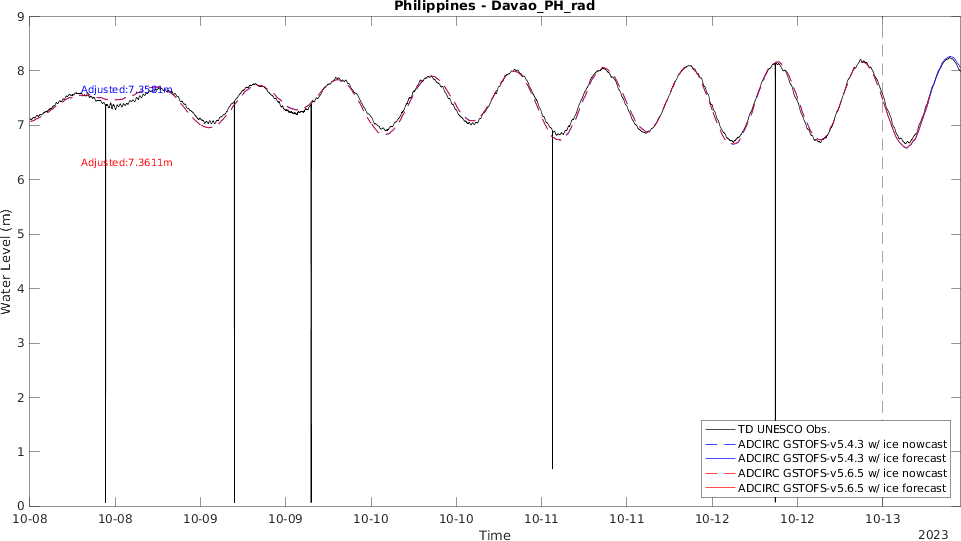 Philippines - Davao_PH_rad
9
8
7
6
5
4
3
2
1
0
Water Level (m)
Adjusted:7.3581m
Adjusted:7.3611m
TD UNESCO Obs.
ADCIRC GSTOFS-v5.4.3 w/ ice nowcast
ADCIRC GSTOFS-v5.4.3 w/ ice forecast
ADCIRC GSTOFS-v5.6.5 w/ ice nowcast
ADCIRC GSTOFS-v5.6.5 w/ ice forecast
10-08 10-08 10-09 10-09 10-10 10-10 10-11 10-11 10-12 10-12 10-13
Time
2023